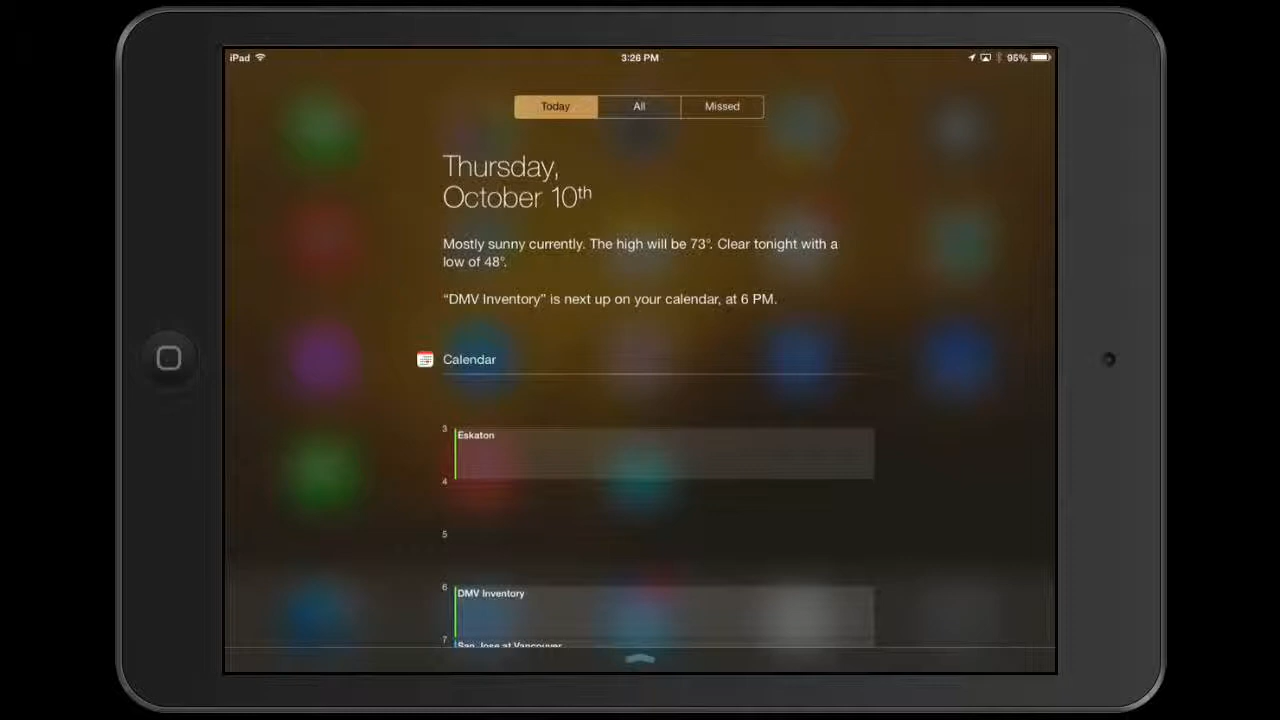 iPad 3:26 PM 95%
Today All Missed
Thursday,
October 10th
Mostly sunny currently. The high will be 73°. Clear tonight with a
low of 48°.
“DMV Inventory” is next up on your calendar, at 6 PM.
Calendar
3
Eskaton
4
5
6
DMV Inventory
7
San Jose at Vancouver